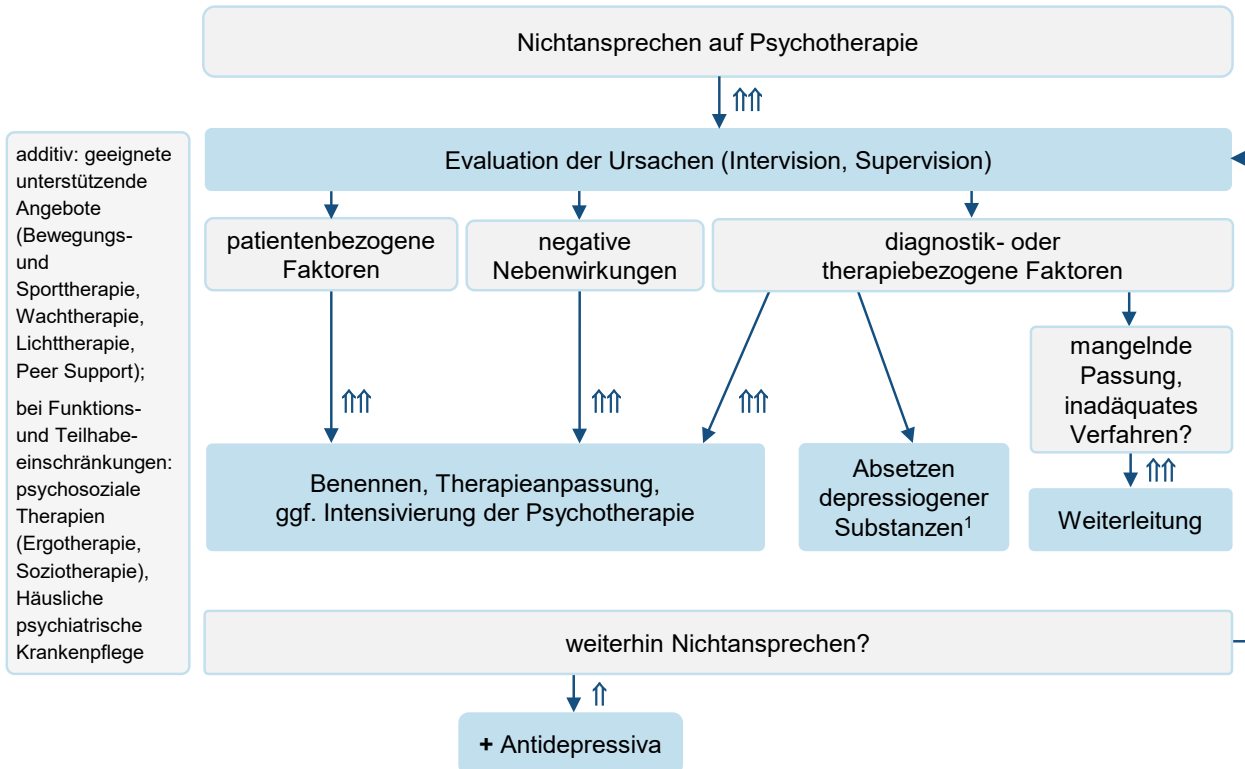 Nichtansprechen auf Psychotherapie
⇑⇑
Evaluation der Ursachen (Intervision, Supervision)
additiv: geeignete
unterstützende
Angebote
(Bewegungs-
und
Sporttherapie,
Wachtherapie,
Lichttherapie,
Peer Support);
bei Funktions-
und Teilhabe-
einschränkungen:
psychosoziale
Therapien
(Ergotherapie,
Soziotherapie),
Häusliche
psychiatrische
Krankenpflege
patientenbezogene
Faktoren
negative
Nebenwirkungen
diagnostik- oder
therapiebezogene Faktoren
mangelnde
Passung,
inadäquates
Verfahren?
⇑⇑
⇑⇑
⇑⇑
⇑⇑
Benennen, Therapieanpassung,
ggf. Intensivierung der Psychotherapie
Absetzen
depressiogener
Substanzen¹
Weiterleitung
weiterhin Nichtansprechen?
⇑
+ Antidepressiva